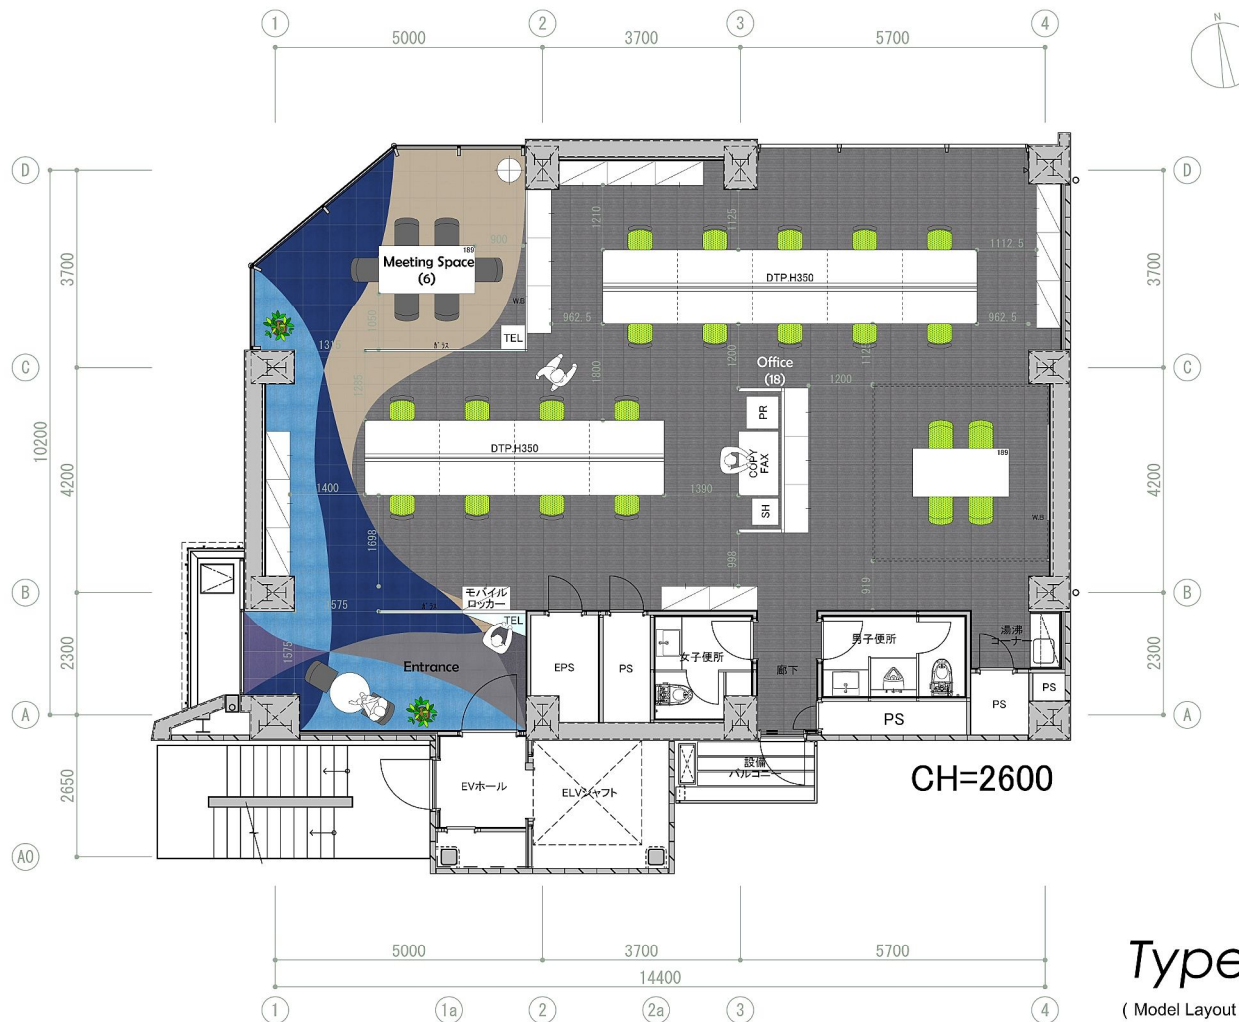 1
2
3
4
N
5000
3700
5700
D
D
3700
3700
1210
1125
900
189
Meeting Space
(6)
1112.5
DTP.H350
W.B
1050
962.5
962.5
TEL
ガラス
1315
1225
1800
1200
1125
Office
(18)
1200
C
C
PR
10200
4200
4200
DTP.H350
COPY
FAX
189
1400
1390
SH
W.B
1698
998
919
B
B
モバイル
ロッカー
1575
ガラス
TEL
1575
2300
2300
Entrance
EPS
PS
女子便所
廊下
男子便所
湯沸
コーナー
PS
PS
PS
A
A
2650
EVホール
ELVシャフト
設備
バルコニー
CH=2600
A0
5000
3700
5700
14400
1
1a
2
2a
3
4
Type
( Model Layout